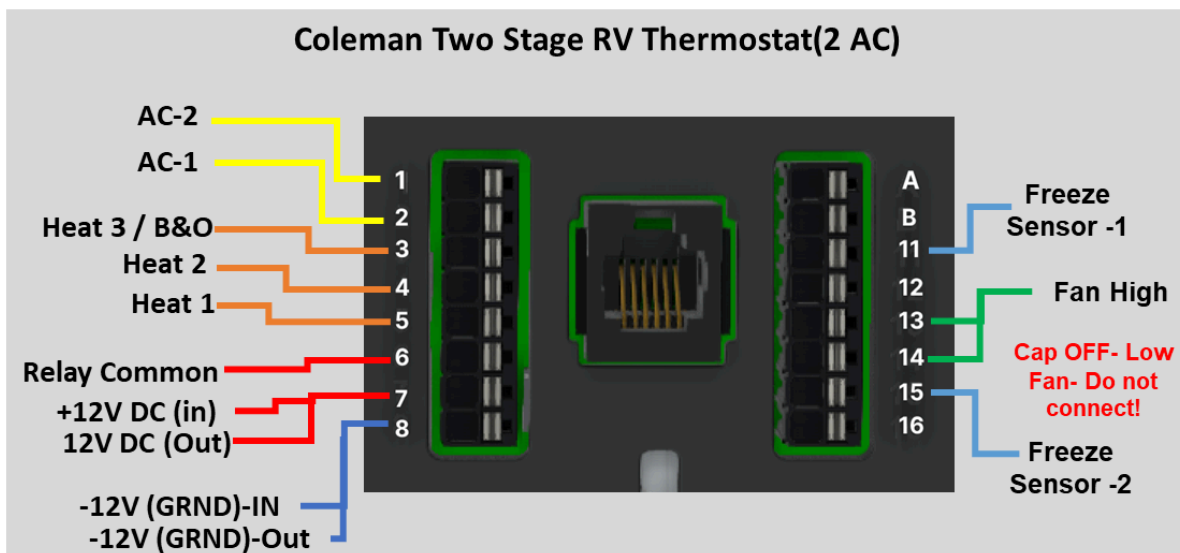 Coleman Two Stage RV Thermostat(2 AC)
AC-2
AC-1
Heat 3 / B&O
Heat 2
Heat 1
Relay Common
+12V DC (in)
12V DC (Out)
-12V (GRND)-IN
-12V (GRND)-Out
1
2
3
4
5
6
7
8
A
B
11
12
13
14
15
16
Freeze
Sensor -1
Fan High
Cap OFF- Low
Fan- Do not
connect!
Freeze
Sensor -2